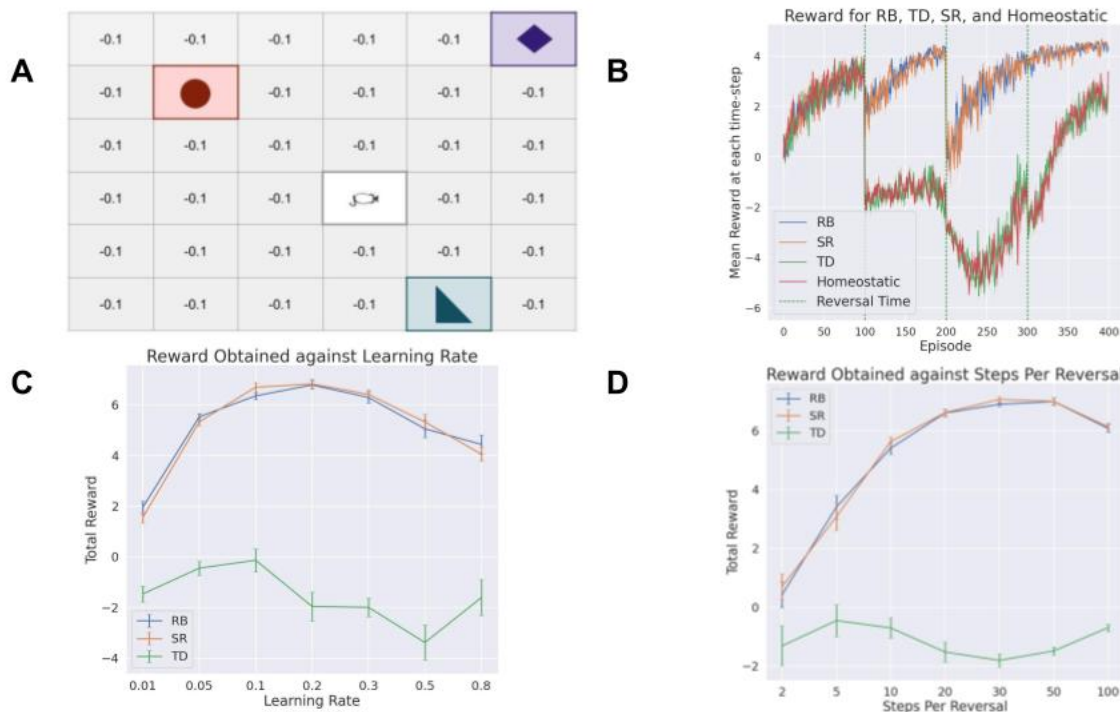 A
-0.1 -0.1 -0.1 -0.1 -0.1
-0.1 -0.1 -0.1 -0.1 -0.1
-0.1 -0.1 -0.1 -0.1 -0.1 -0.1
-0.1 -0.1 -0.1 -0.1 -0.1
-0.1 -0.1 -0.1 -0.1 -0.1 -0.1
-0.1 -0.1 -0.1 -0.1 -0.1
B
Reward for RB, TD, SR, and Homeostatic
Mean Reward at each time-step
4
2
0
−2
−4
−6
RB
SR
TD
Homeostatic
Reversal Time
0 50 100 150 200 250 300 350 400
Episode
C
Reward Obtained against Learning Rate
Total Reward
6
4
2
0
−2
−4
RB
SR
TD
0.01 0.05 0.1 0.2 0.3 0.5 0.8
Learning Rate
D
Reward Obtained against Steps Per Reversal
Total Reward
RB
SR
TD
6
4
2
0
−2
2 5 10 20 30 50 100
Steps Per Reversal